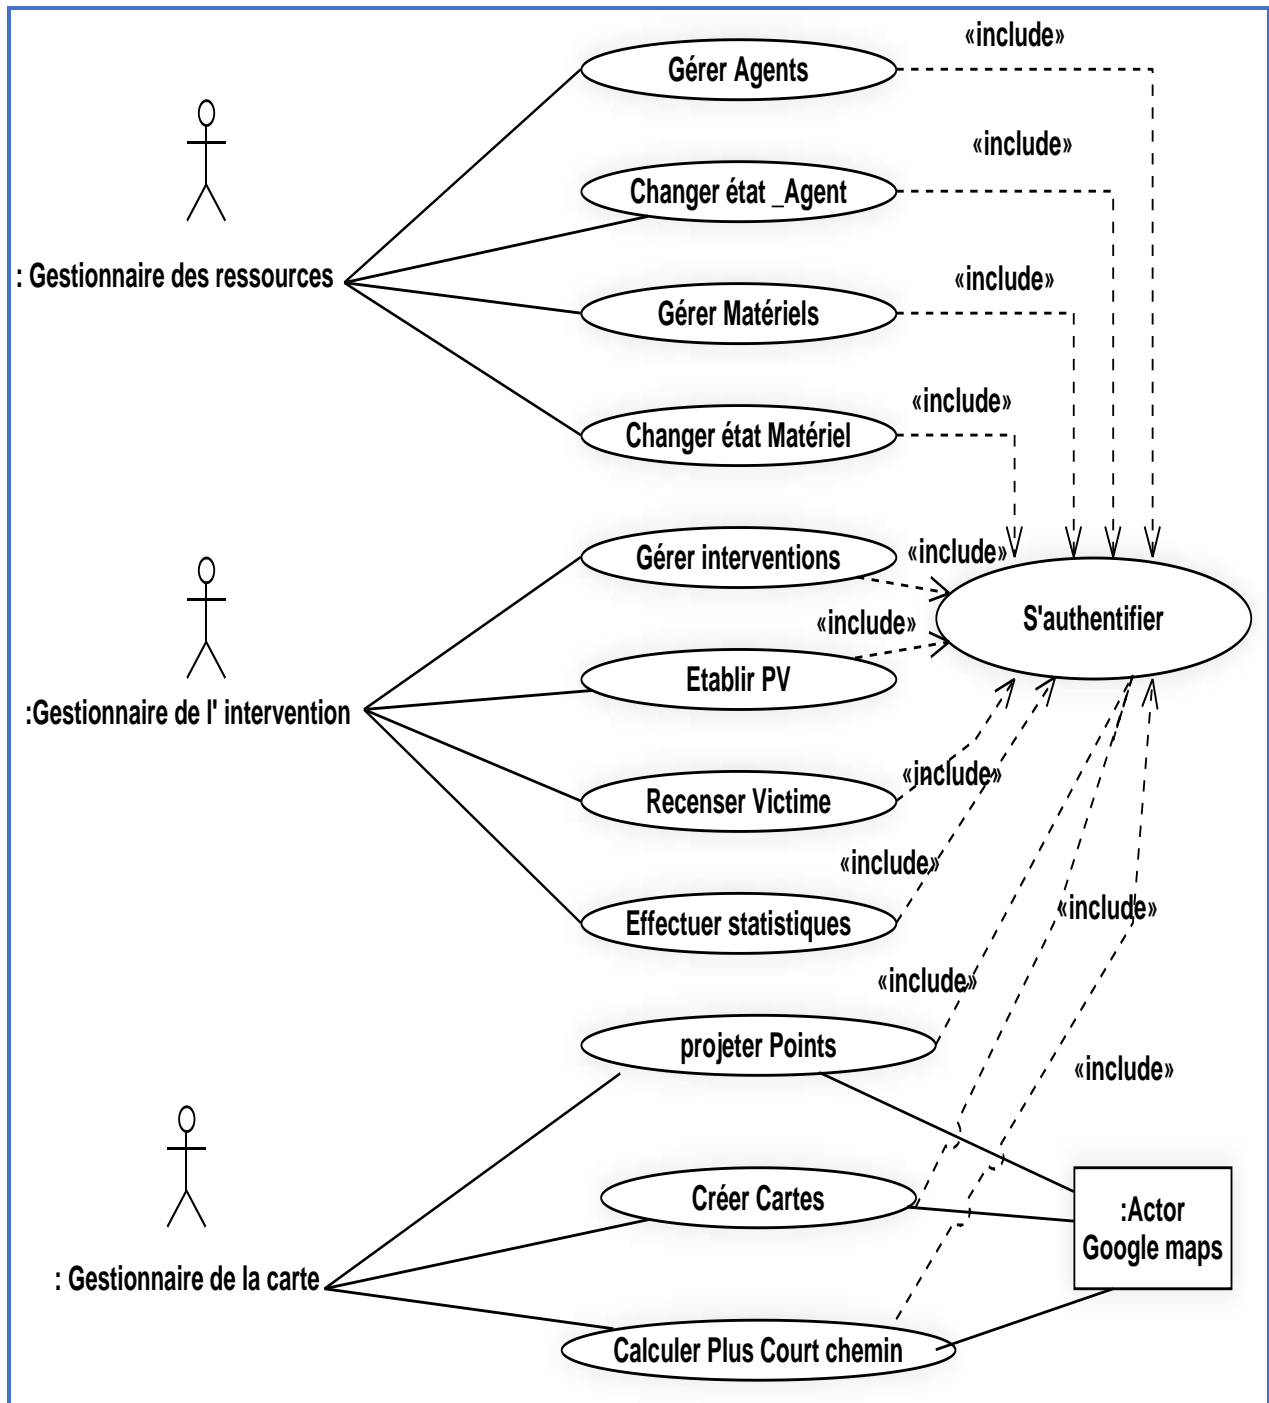 «include»
Gérer Agents
«include»
Changer état _Agent
: Gestionnaire des ressources
«include»
Gérer Matériels
«include»
Changer état Matériel
«include»
Gérer interventions
S'authentifier
«include»
Etablir PV
:Gestionnaire de l' intervention
«include»
Recenser Victime
«include»
Effectuer statistiques
«include»
«include»
projeter Points
«include»
Créer Cartes
:Actor
Google maps
: Gestionnaire de la carte
Calculer Plus Court chemin